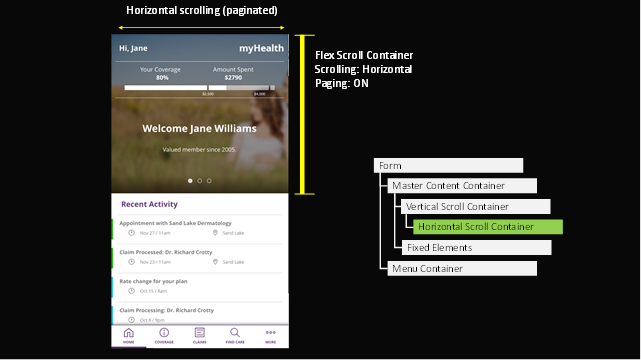 Horizontal scrolling (paginated)
Hi, Jane
myHealth
Your Coverage
80%
Amount Spent
$2790
$2,500
$4,000
Welcome Jane Williams
Valued member since 2005.
Recent Activity
Appointment with Sand Lake Dermatology
Nov 27 / 11am
Sand Lake
Claim Processed: Dr. Richard Crotty
Nov 23 / 11am
Sand Lake
Rate change for your plan
Oct 15 / 8am
Claim Processing: Dr. Richard Crotty
Oct 8 / 9pm
HOME
COVERAGE
CLAIMS
FIND CARE
MORE
Flex Scroll Container
Scrolling: Horizontal
Paging: ON
Form
Master Content Container
Vertical Scroll Container
Horizontal Scroll Container
Fixed Elements
Menu Container